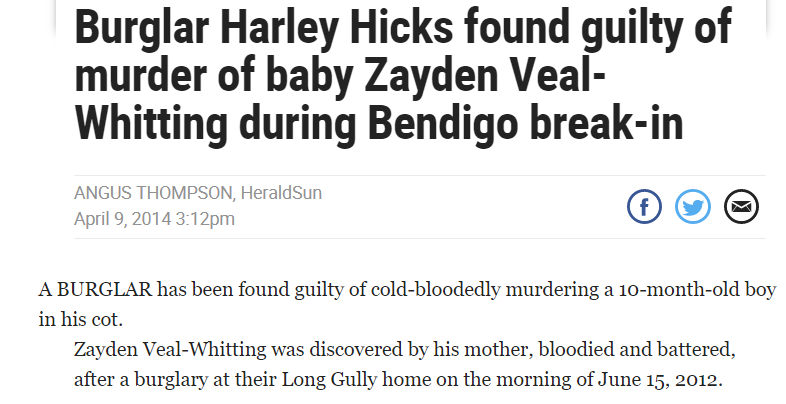 Burglar Harley Hicks found guilty of
murder of baby Zayden Veal-
Whitting during Bendigo break-in
ANGUS THOMPSON, HeraldSun
April 9, 2014 3:12pm
f
A BURGLAR has been found guilty of cold-bloodedly murdering a 10-month-old boy
in his cot.
Zayden Veal-Whitting was discovered by his mother, bloodied and battered,
after a burglary at their Long Gully home on the morning of June 15, 2012.